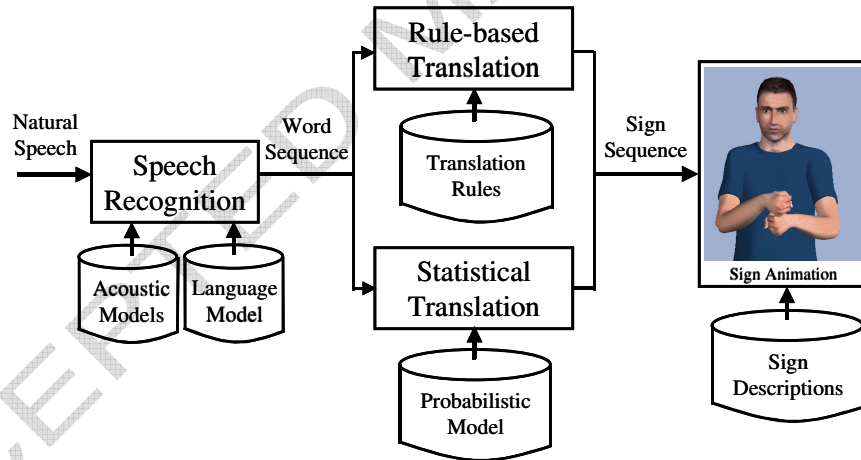 Natural
Speech
Speech
Recognition
Acoustic
Models
Language
Model
Word
Sequence
Rule-based
Translation
Translation
Rules
Statistical
Translation
Probabilistic
Model
Sign
Sequence
Sign Animation
Sign
Descriptions
EPTED M